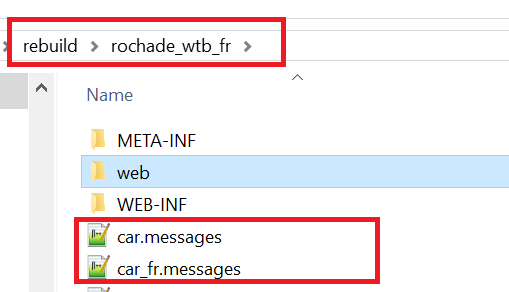 rebuild > rochade_wtb_fr >
Name
META-INF
web
WEB-INF
car.messages
car_fr.messages